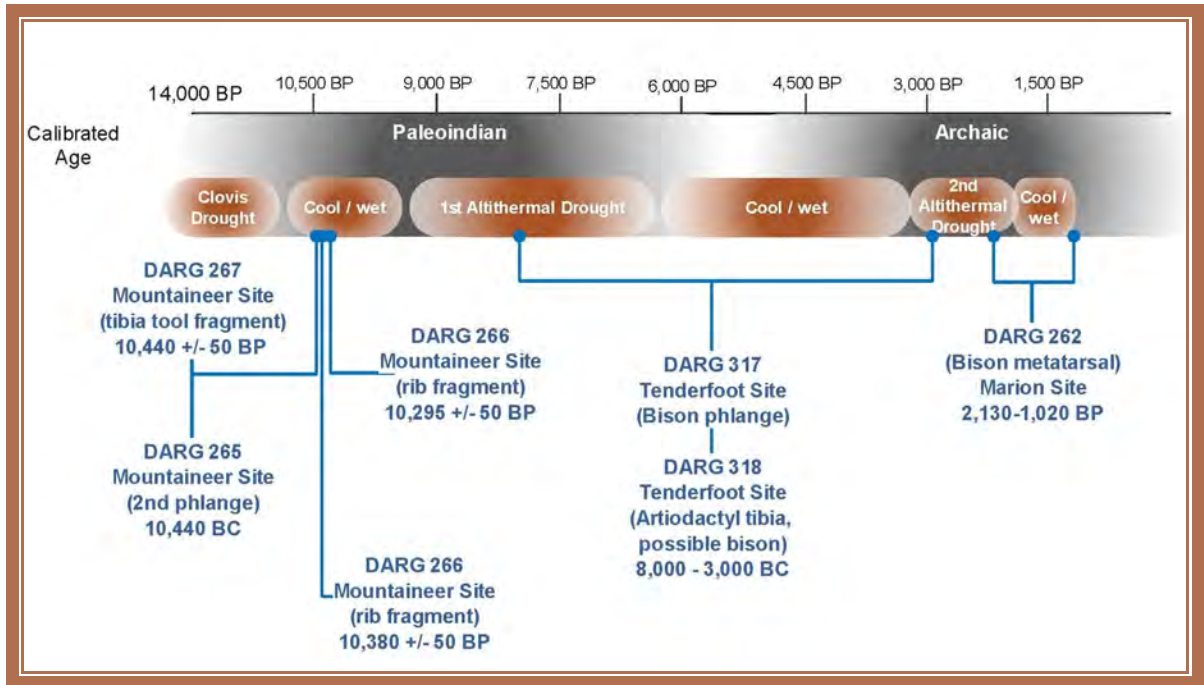 14,000 BP
10,500 BP
9,000 BP
7,500 BP
6,000 BP
4,500 BP
3,000 BP
1,500 BP
Calibrated
Age
Paleoindian
Archaic
Clovis
Drought
Cool / wet
1st Altithermal Drought
Cool / wet
2nd
Altithermal
Drought
Cool /
wet
DARG 267
Mountaineer Site
(tibia tool fragment)
10,440 +/- 50 BP
DARG 265
Mountaineer Site
(2nd phlange)
10,440 BC
DARG 266
Mountaineer Site
(rib fragment)
10,295 +/- 50 BP
DARG 266
Mountaineer Site
(rib fragment)
10,380 +/- 50 BP
DARG 317
Tenderfoot Site
(Bison phlange)
DARG 318
Tenderfoot Site
(Artiodactyl tibia,
possible bison)
8,000 - 3,000 BC
DARG 262
(Bison metatarsal)
Marion Site
2,130-1,020 BP